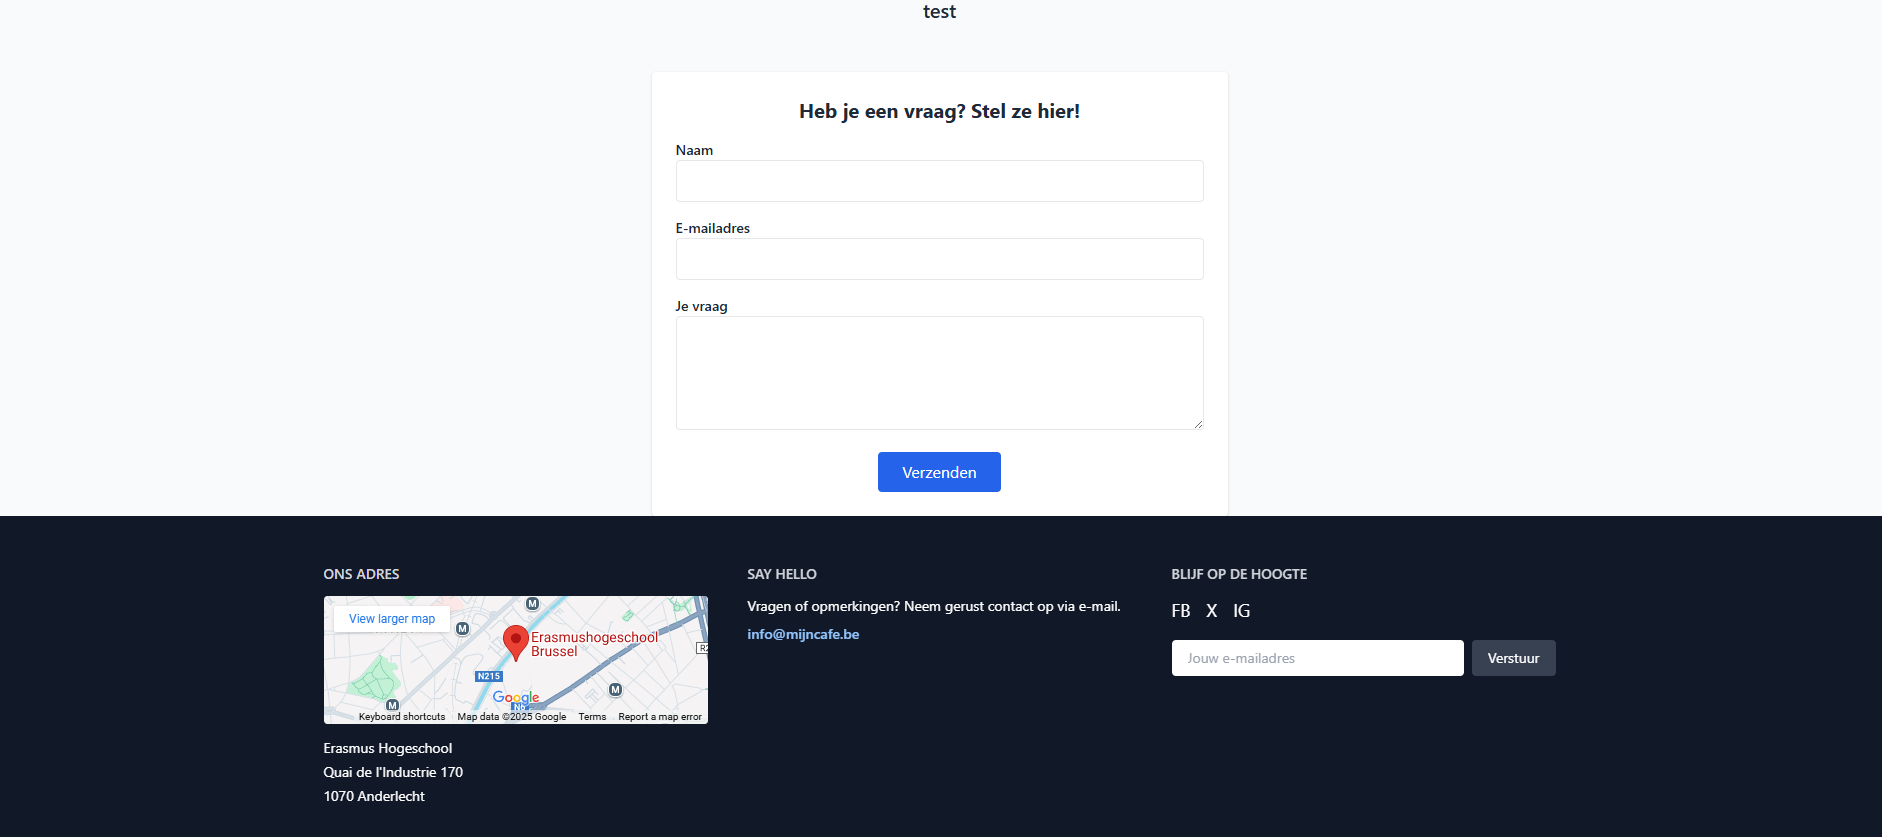 test
Heb je een vraag? Stel ze hier!
Naam
E-mailadres
Je vraag
Verzenden
ONS ADRES
View larger map
M
M
Erasmushogeschool
Brussel
R2
N215
M
Google
M
N6
Keyboard shortcuts Map data ©2025 Google Terms Report a map error
Erasmus Hogeschool
Quai de l'Industrie 170
1070 Anderlecht
SAY HELLO
Vragen of opmerkingen? Neem gerust contact op via e-mail.
info@mijncafe.be
BLIJF OP DE HOOGTE
FB X IG
Jouw e-mailadres
Verstuur